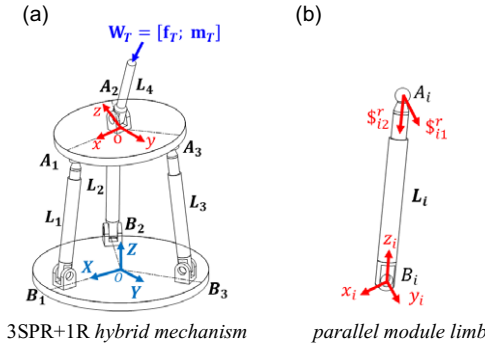 (a)
(b)
W_T = [f_T; m_T]
A_2
L_4
z
O
x
y
A_1
A_3
L_2
L_1
L_3
B_2
Z
X
O
Y
B_1
B_3
A_i
$^r_{i2}
$^r_{i1}
L_i
z_i
B_i
x_i
y_i
3SPR+1R hybrid mechanism
parallel module limb